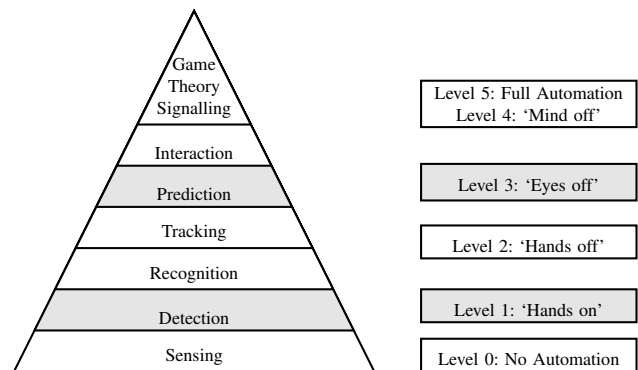 Game
Theory
Signalling
Interaction
Prediction
Tracking
Recognition
Detection
Sensing
Level 5: Full Automation
Level 4: ‘Mind off’
Level 3: ‘Eyes off’
Level 2: ‘Hands off’
Level 1: ‘Hands on’
Level 0: No Automation